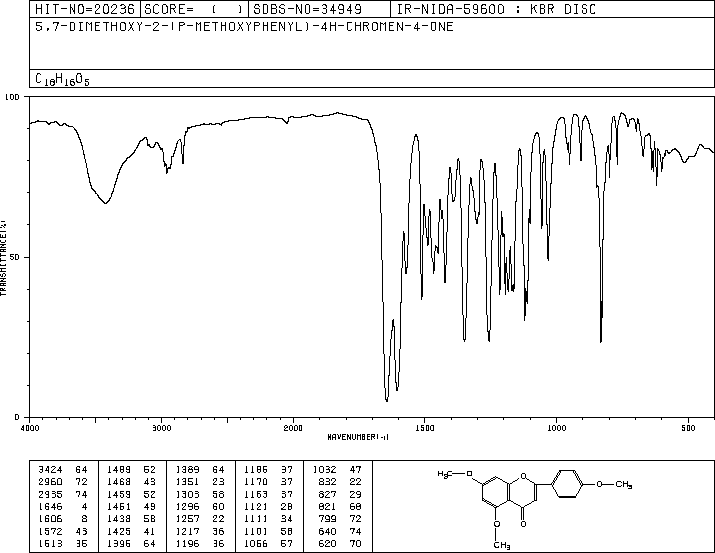 HIT-NO=20236 SCORE= ( ) SDBS-NO=34949 IR-NIDA-59600 : KBR DISC
5,7-DIMETHOXY-2-(P-METHOXYPHENYL)-4H-CHROMEN-4-ONE
C18H16O5
100
50
0
TRANSMITTANCE(%)
4000 3000 2000 1500 1000 500
WAVENUMBER(-1)
3424 64 1489 52 1389 64 1186 37 1032 47
2960 72 1468 43 1351 23 1170 37 832 22
2935 74 1459 52 1303 58 1163 37 827 29
1646 4 1451 49 1296 60 1121 28 821 68
1606 8 1438 58 1257 22 1111 34 799 72
1572 43 1425 41 1217 36 1101 58 640 74
1513 35 1396 64 1196 36 1056 57 620 70
H3C O O
O CH3
O O
CH3